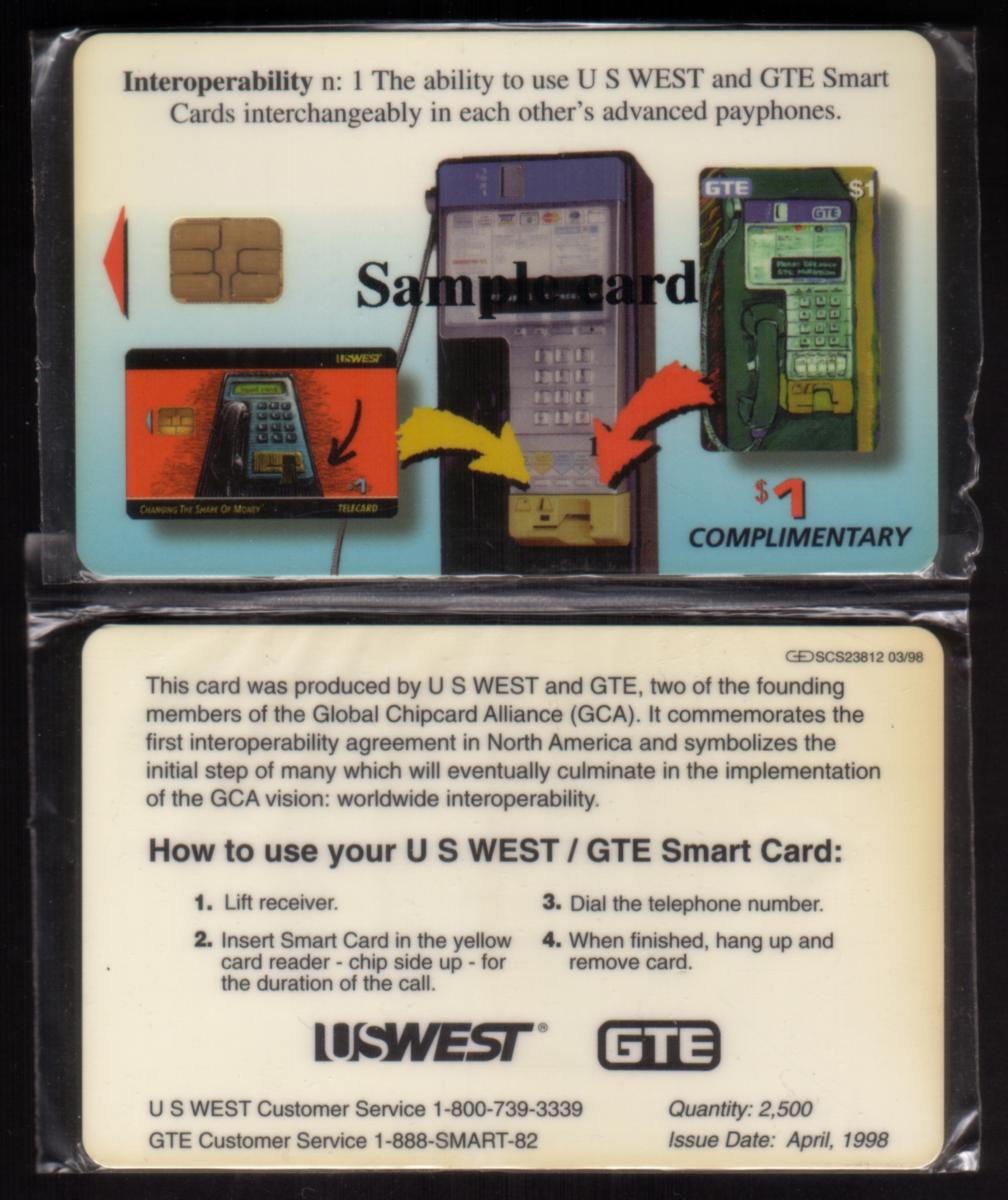 Interoperability n: 1 The ability to use U S WEST and GTE Smart
Cards interchangeably in each other's advanced payphones.
GTE
$1
GTE
Sample card
USWEST
$1
CHANGING THE SHAPE OF MONEY
TELECARD
$1
COMPLIMENTARY
SCS23812 03/98
This card was produced by U S WEST and GTE, two of the founding
members of the Global Chipcard Alliance (GCA). It commemorates the
first interoperability agreement in North America and symbolizes the
initial step of many which will eventually culminate in the implementation
of the GCA vision: worldwide interoperability.
How to use your U S WEST / GTE Smart Card:
1. Lift receiver.
2. Insert Smart Card in the yellow
card reader - chip side up - for
the duration of the call.
3. Dial the telephone number.
4. When finished, hang up and
remove card.
USWEST®
GTE
U S WEST Customer Service 1-800-739-3339
GTE Customer Service 1-888-SMART-82
Quantity: 2,500
Issue Date: April, 1998